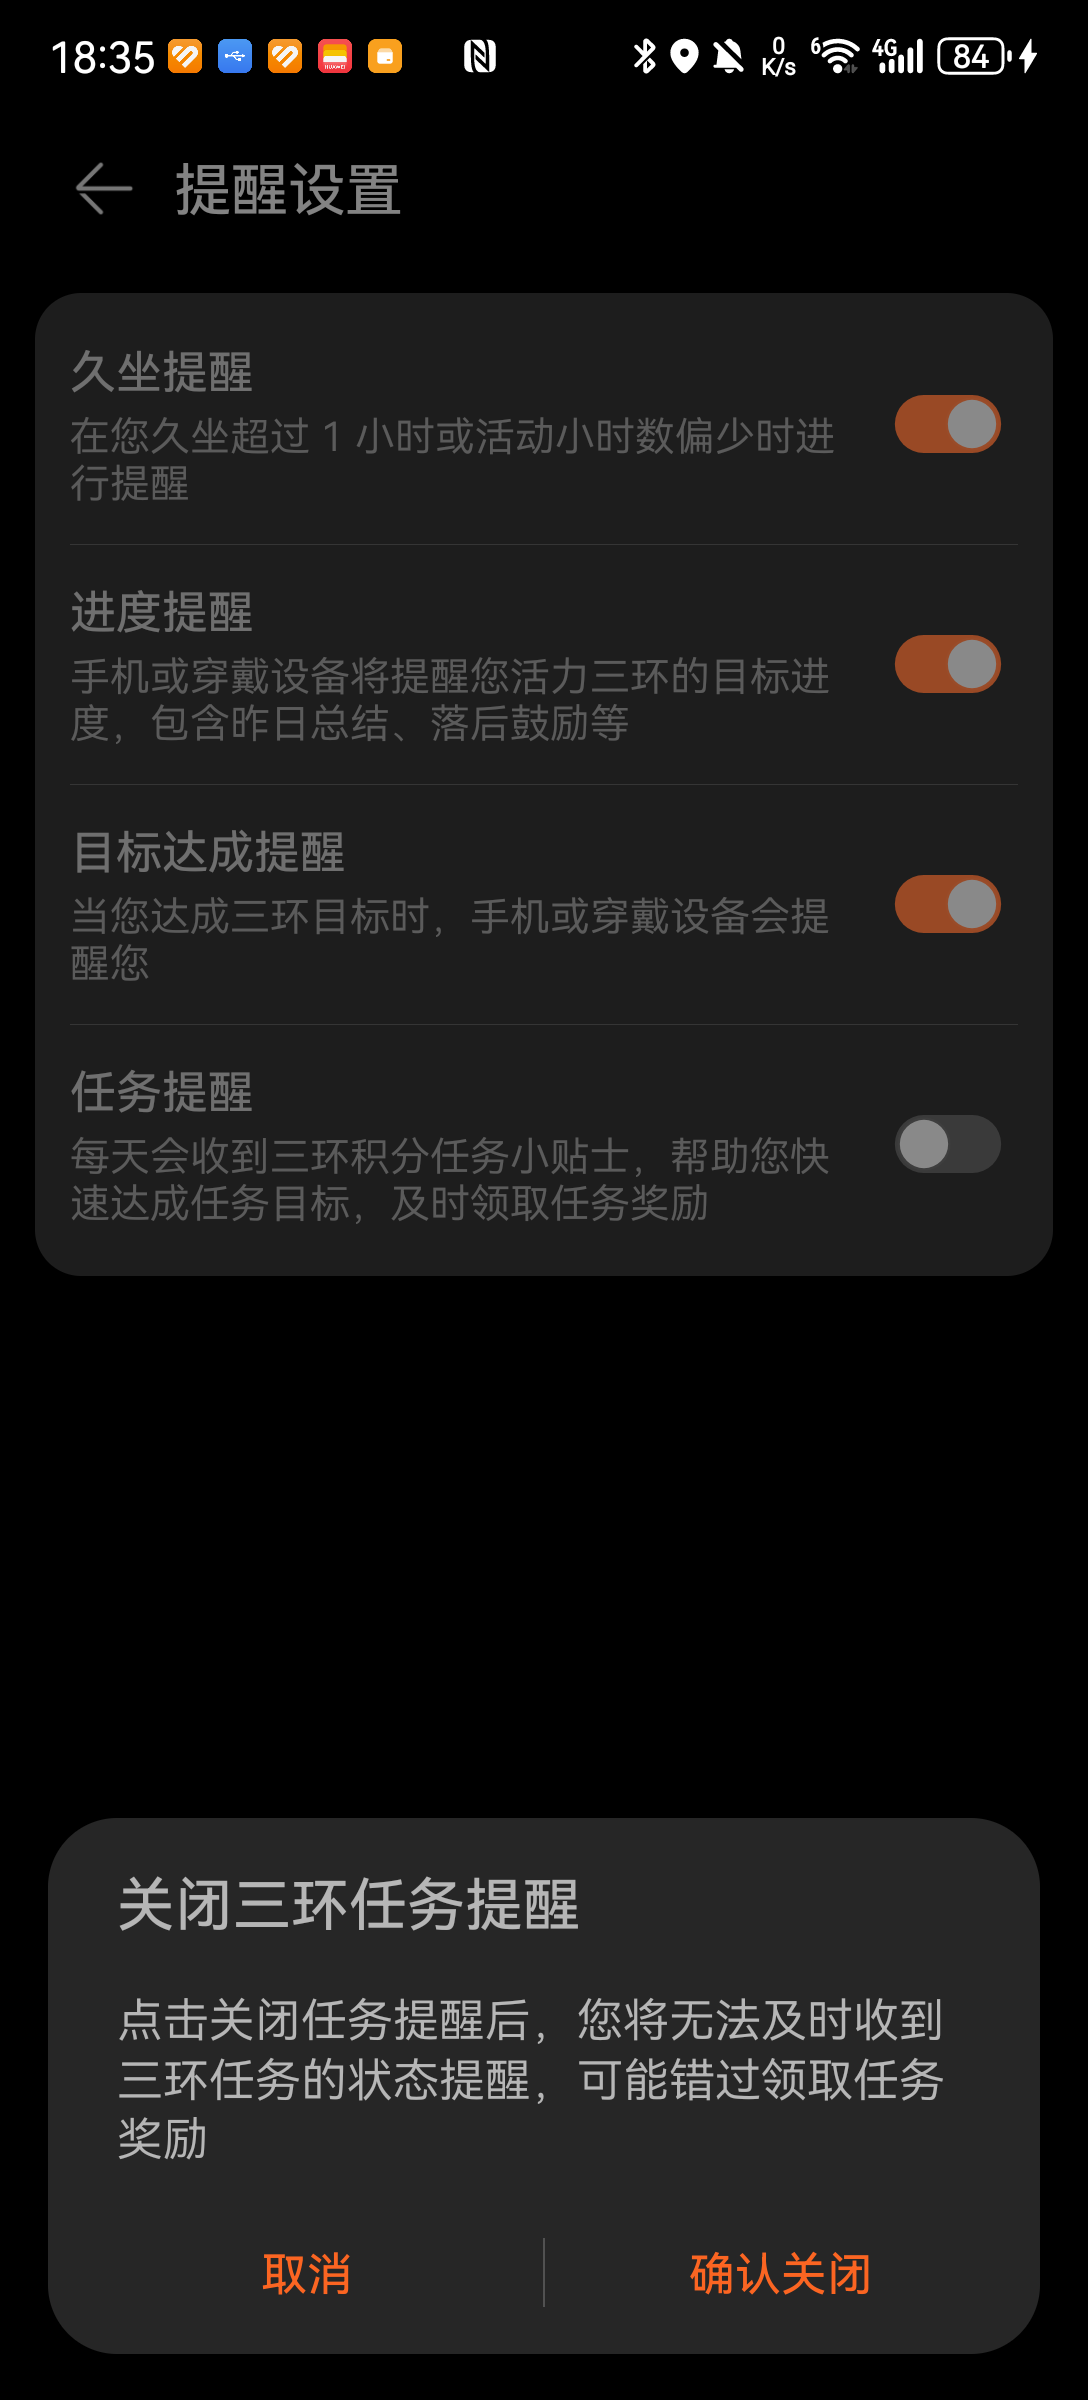 18:35
0
K/s
6
4G
84
提醒设置
久坐提醒
在您久坐超过 1 小时或活动小时数偏少时进
行提醒
进度提醒
手机或穿戴设备将提醒您活力三环的目标进
度，包含昨日总结、落后鼓励等
目标达成提醒
当您达成三环目标时，手机或穿戴设备会提
醒您
任务提醒
每天会收到三环积分任务小贴士，帮助您快
速达成任务目标，及时领取任务奖励
关闭三环任务提醒
点击关闭任务提醒后，您将无法及时收到
三环任务的状态提醒，可能错过领取任务
奖励
取消
确认关闭